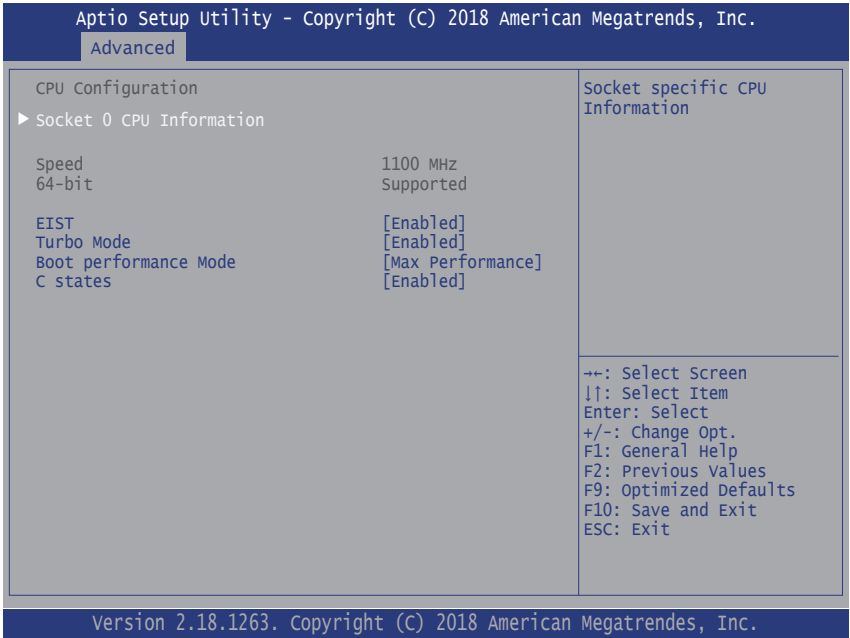 Aptio Setup Utility - Copyright (C) 2018 American Megatrends, Inc.
Advanced
CPU Configuration
Socket 0 CPU Information
Speed 1100 MHz
64-bit Supported
EIST [Enabled]
Turbo Mode [Enabled]
Boot performance Mode [Max Performance]
C states [Enabled]
Socket specific CPU
Information
→←: Select Screen
↓↑: Select Item
Enter: Select
+/-: Change Opt.
F1: General Help
F2: Previous Values
F9: Optimized Defaults
F10: Save and Exit
ESC: Exit
Version 2.18.1263. Copyright (C) 2018 American Megatrendes, Inc.